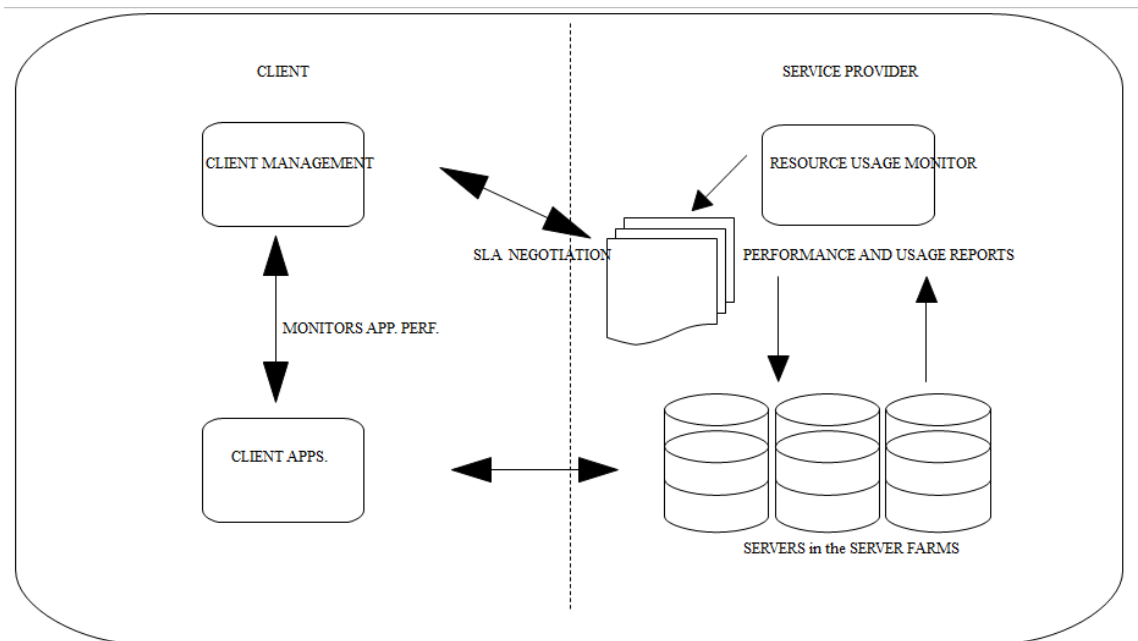 CLIENT
SERVICE PROVIDER
CLIENT MANAGEMENT
RESOURCE USAGE MONITOR
SLA NEGOTIATION
PERFORMANCE AND USAGE REPORTS
MONITORS APP. PERF.
CLIENT APPS.
SERVERS in the SERVER FARMS